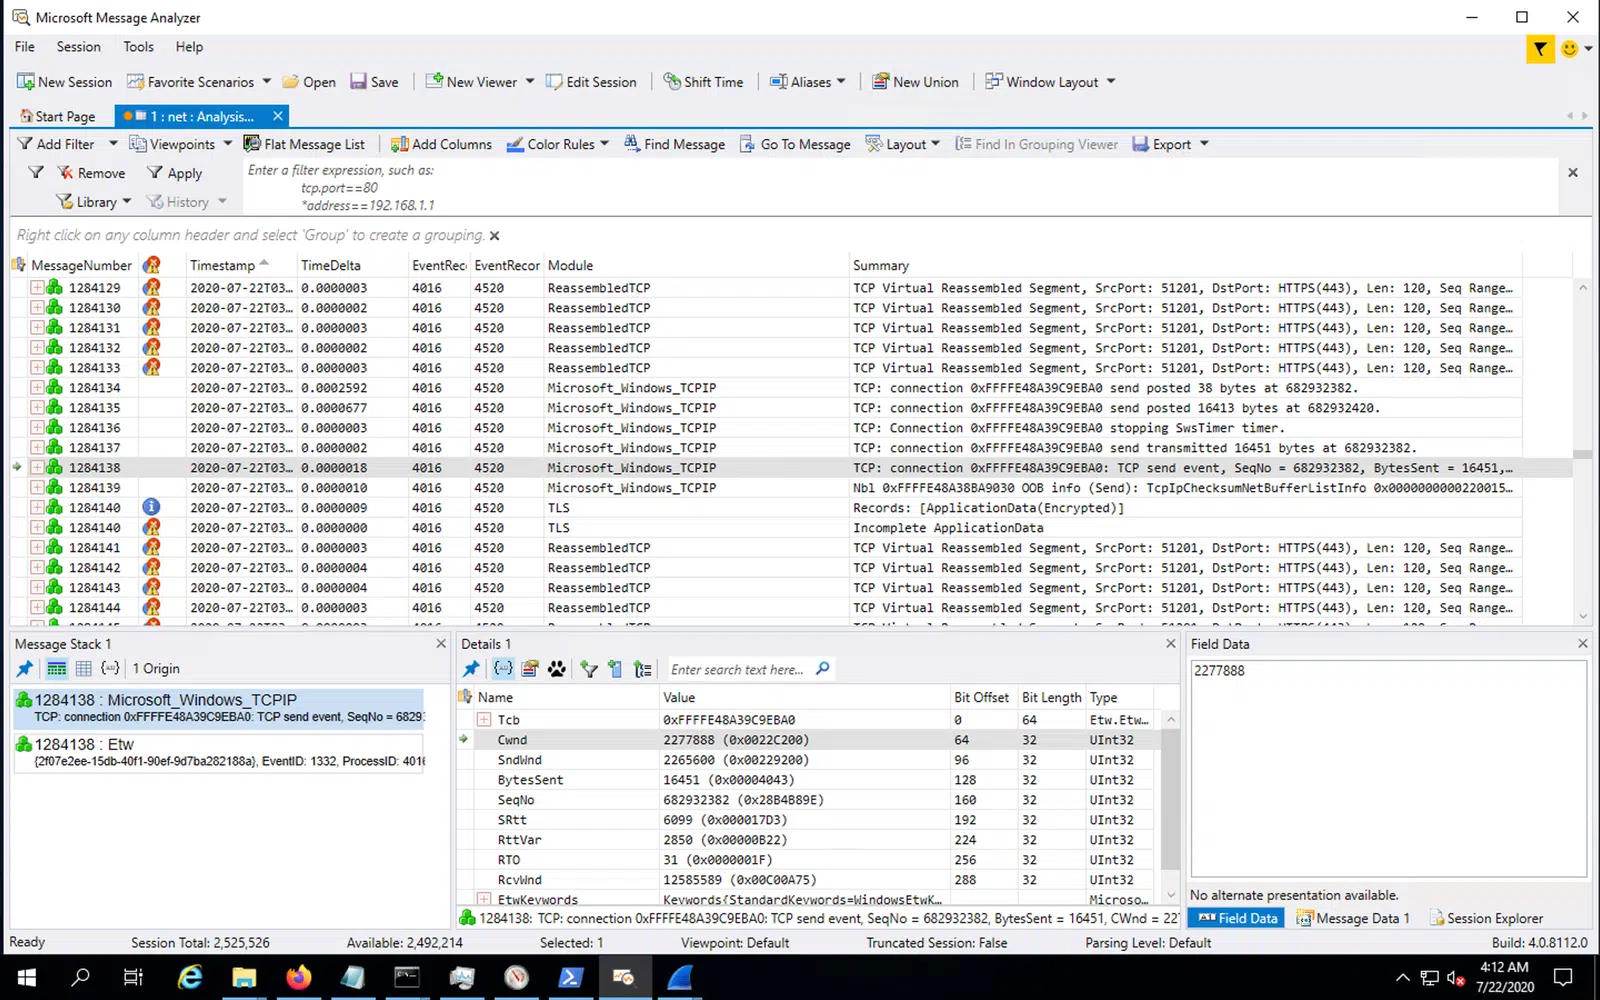 Microsoft Message Analyzer
File Session Tools Help
New Session Favorite Scenarios Open Save New Viewer Edit Session Shift Time Aliases New Union Window Layout
Start Page 1 : net : Analysis...
Add Filter Viewpoints Flat Message List Add Columns Color Rules Find Message Go To Message Layout Find In Grouping Viewer Export
Remove Apply
Library History
Enter a filter expression, such as:
tcp.port==80
*address==192.168.1.1
Right click on any column header and select 'Group' to create a grouping.
MessageNumber Timestamp TimeDelta EventRec EventRecor Module Summary
1284129 2020-07-22T03... 0.0000003 4016 4520 ReassembledTCP TCP Virtual Reassembled Segment, SrcPort: 51201, DstPort: HTTPS(443), Len: 120, Seq Range...
1284130 2020-07-22T03... 0.0000002 4016 4520 ReassembledTCP TCP Virtual Reassembled Segment, SrcPort: 51201, DstPort: HTTPS(443), Len: 120, Seq Range...
1284131 2020-07-22T03... 0.0000003 4016 4520 ReassembledTCP TCP Virtual Reassembled Segment, SrcPort: 51201, DstPort: HTTPS(443), Len: 120, Seq Range...
1284132 2020-07-22T03... 0.0000002 4016 4520 ReassembledTCP TCP Virtual Reassembled Segment, SrcPort: 51201, DstPort: HTTPS(443), Len: 120, Seq Range...
1284133 2020-07-22T03... 0.0000003 4016 4520 ReassembledTCP TCP Virtual Reassembled Segment, SrcPort: 51201, DstPort: HTTPS(443), Len: 120, Seq Range...
1284134 2020-07-22T03... 0.0002592 4016 4520 Microsoft_Windows_TCPIP TCP: connection 0xFFFFE48A39C9EBA0 send posted 38 bytes at 682932382.
1284135 2020-07-22T03... 0.0000677 4016 4520 Microsoft_Windows_TCPIP TCP: connection 0xFFFFE48A39C9EBA0 send posted 16413 bytes at 682932420.
1284136 2020-07-22T03... 0.0000003 4016 4520 Microsoft_Windows_TCPIP TCP: connection 0xFFFFE48A39C9EBA0 stopping SwsTimer timer.
1284137 2020-07-22T03... 0.0000002 4016 4520 Microsoft_Windows_TCPIP TCP: connection 0xFFFFE48A39C9EBA0 send transmitted 16451 bytes at 682932382.
1284138 2020-07-22T03... 0.0000018 4016 4520 Microsoft_Windows_TCPIP TCP: connection 0xFFFFE48A39C9EBA0: TCP send event, SeqNo = 682932382, BytesSent = 16451,...
1284139 2020-07-22T03... 0.0000010 4016 4520 Microsoft_Windows_TCPIP Nbl 0xFFFFE48A38BA9030 OOB info (Send): TcpIpChecksumNetBufferListInfo 0x0000000000220015...
1284140 2020-07-22T03... 0.0000009 4016 4520 TLS Records: [ApplicationData(Encrypted)]
1284140 2020-07-22T03... 0.0000000 4016 4520 TLS Incomplete ApplicationData
1284141 2020-07-22T03... 0.0000003 4016 4520 ReassembledTCP TCP Virtual Reassembled Segment, SrcPort: 51201, DstPort: HTTPS(443), Len: 120, Seq Range...
1284142 2020-07-22T03... 0.0000004 4016 4520 ReassembledTCP TCP Virtual Reassembled Segment, SrcPort: 51201, DstPort: HTTPS(443), Len: 120, Seq Range...
1284143 2020-07-22T03... 0.0000004 4016 4520 ReassembledTCP TCP Virtual Reassembled Segment, SrcPort: 51201, DstPort: HTTPS(443), Len: 120, Seq Range...
1284144 2020-07-22T03... 0.0000003 4016 4520 ReassembledTCP TCP Virtual Reassembled Segment, SrcPort: 51201, DstPort: HTTPS(443), Len: 120, Seq Range...
Message Stack 1
1 Origin
1284138 : Microsoft_Windows_TCPIP
TCP: connection 0xFFFFE48A39C9EBA0: TCP send event, SeqNo = 6829
1284138 : Etw
{2f07e2ee-15db-40f1-90ef-9d7ba282188a}, EventID: 1332, ProcessID: 4016
Details 1
Enter search text here...
Name Value Bit Offset Bit Length Type
Tcb 0xFFFFE48A39C9EBA0 0 64 Etw.Etw...
Cwnd 2277888 (0x0022C200) 64 32 UInt32
SndWnd 2265600 (0x00229200) 96 32 UInt32
BytesSent 16451 (0x00004043) 128 32 UInt32
SeqNo 682932382 (0x28B4B89E) 160 32 UInt32
SRtt 6099 (0x000017D3) 192 32 UInt32
RttVar 2850 (0x00000B22) 224 32 UInt32
RTO 31 (0x0000001F) 256 32 UInt32
RcvWnd 12585589 (0x00C00A75) 288 32 UInt32
EtwKeywords Keywords{StandardKeywords=WindowsEtwK... Microso...
1284138: TCP: connection 0xFFFFE48A39C9EBA0: TCP send event, SeqNo = 682932382, BytesSent = 16451, CWnd = 227
Field Data
2277888
No alternate presentation available.
Field Data Message Data 1 Session Explorer
Ready Session Total: 2,525,526 Available: 2,492,214 Selected: 1 Viewpoint: Default Truncated Session: False Parsing Level: Default Build: 4.0.8112.0
4:12 AM
7/22/2020